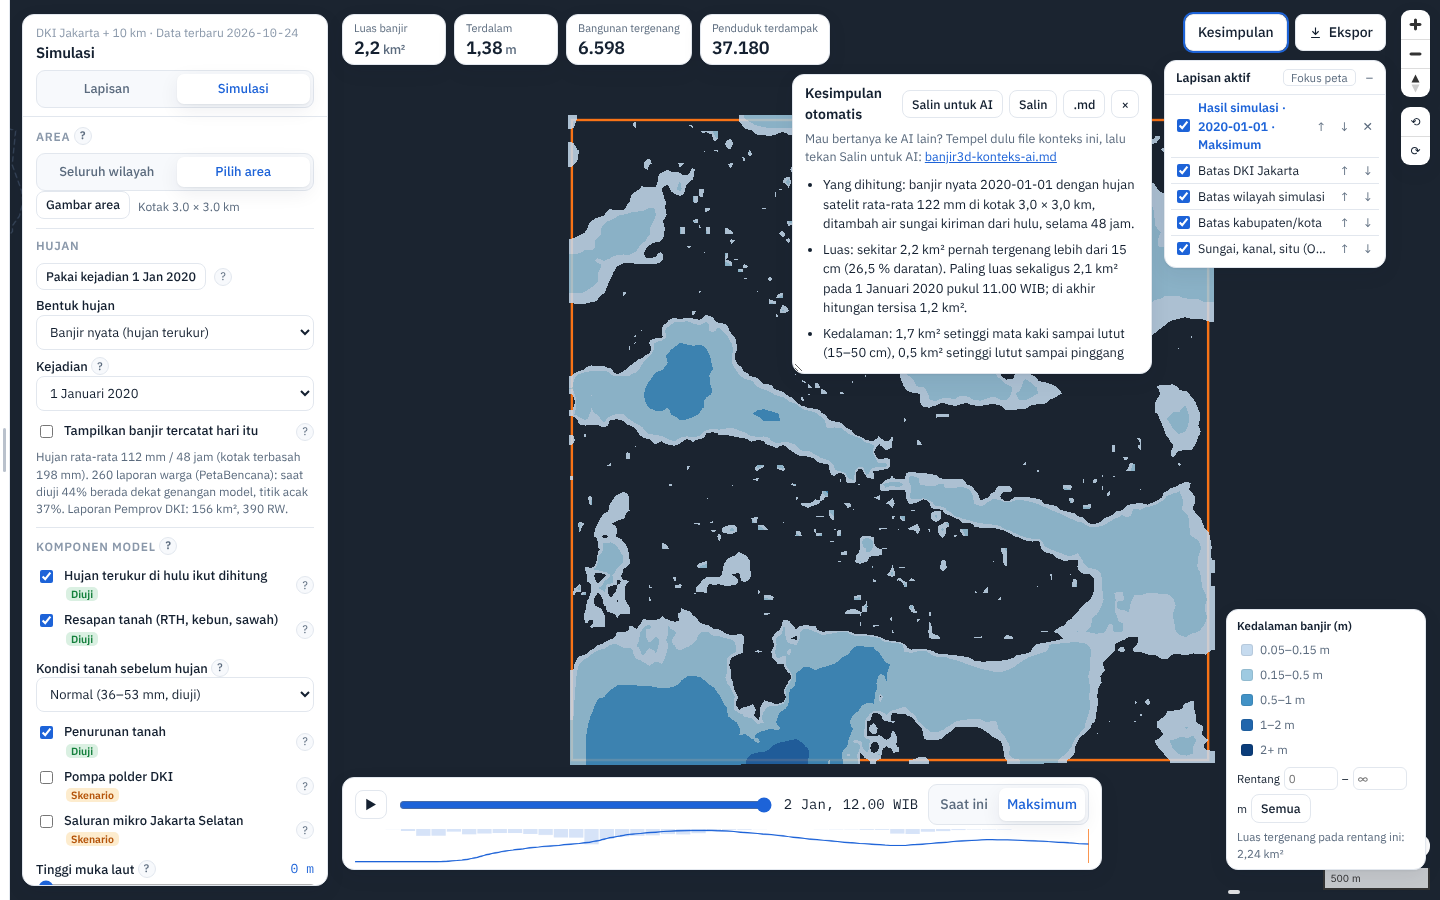 DKI Jakarta + 10 km · Data terbaru 2026-10-24
Simulasi
Lapisan
Simulasi
AREA ?
Seluruh wilayah
Pilih area
Gambar area
Kotak 3.0 × 3.0 km
HUJAN
Pakai kejadian 1 Jan 2020 ?
Bentuk hujan
Banjir nyata (hujan terukur)
Kejadian ?
1 Januari 2020
Tampilkan banjir tercatat hari itu ?
Hujan rata-rata 112 mm / 48 jam (kotak terbasah
198 mm). 260 laporan warga (PetaBencana): saat
diuji 44% berada dekat genangan model, titik acak
37%. Laporan Pemprov DKI: 156 km², 390 RW.
KOMPONEN MODEL ?
Hujan terukur di hulu ikut dihitung ?
Diuji
Resapan tanah (RTH, kebun, sawah) ?
Diuji
Kondisi tanah sebelum hujan ?
Normal (36–53 mm, diuji)
Penurunan tanah ?
Diuji
Pompa polder DKI ?
Skenario
Saluran mikro Jakarta Selatan ?
Skenario
Tinggi muka laut ? 0 m
Luas banjir
2,2 km²
Terdalam
1,38 m
Bangunan tergenang
6.598
Penduduk terdampak
37.180
Kesimpulan
Ekspor
Kesimpulan
otomatis
Salin untuk AI
Salin
.md
×
Mau bertanya ke AI lain? Tempel dulu file konteks ini, lalu
tekan Salin untuk AI: banjir3d-konteks-ai.md
• Yang dihitung: banjir nyata 2020-01-01 dengan hujan
satelit rata-rata 122 mm di kotak 3,0 × 3,0 km,
ditambah air sungai kiriman dari hulu, selama 48 jam.
• Luas: sekitar 2,2 km² pernah tergenang lebih dari 15
cm (26,5 % daratan). Paling luas sekaligus 2,1 km²
pada 1 Januari 2020 pukul 11.00 WIB; di akhir
hitungan tersisa 1,2 km².
• Kedalaman: 1,7 km² setinggi mata kaki sampai lutut
(15–50 cm), 0,5 km² setinggi lutut sampai pinggang
Lapisan aktif
Fokus peta
−
Hasil simulasi ·
2020-01-01 ·
Maksimum
↑ ↓ ✕
Batas DKI Jakarta ↑ ↓
Batas wilayah simulasi ↑ ↓
Batas kabupaten/kota ↑ ↓
Sungai, kanal, situ (O... ↑ ↓
2 Jan, 12.00 WIB
Saat ini
Maksimum
Kedalaman banjir (m)
0.05–0.15 m
0.15–0.5 m
0.5–1 m
1–2 m
2+ m
Rentang 0 – ∞
m Semua
Luas tergenang pada rentang ini:
2,24 km²
500 m